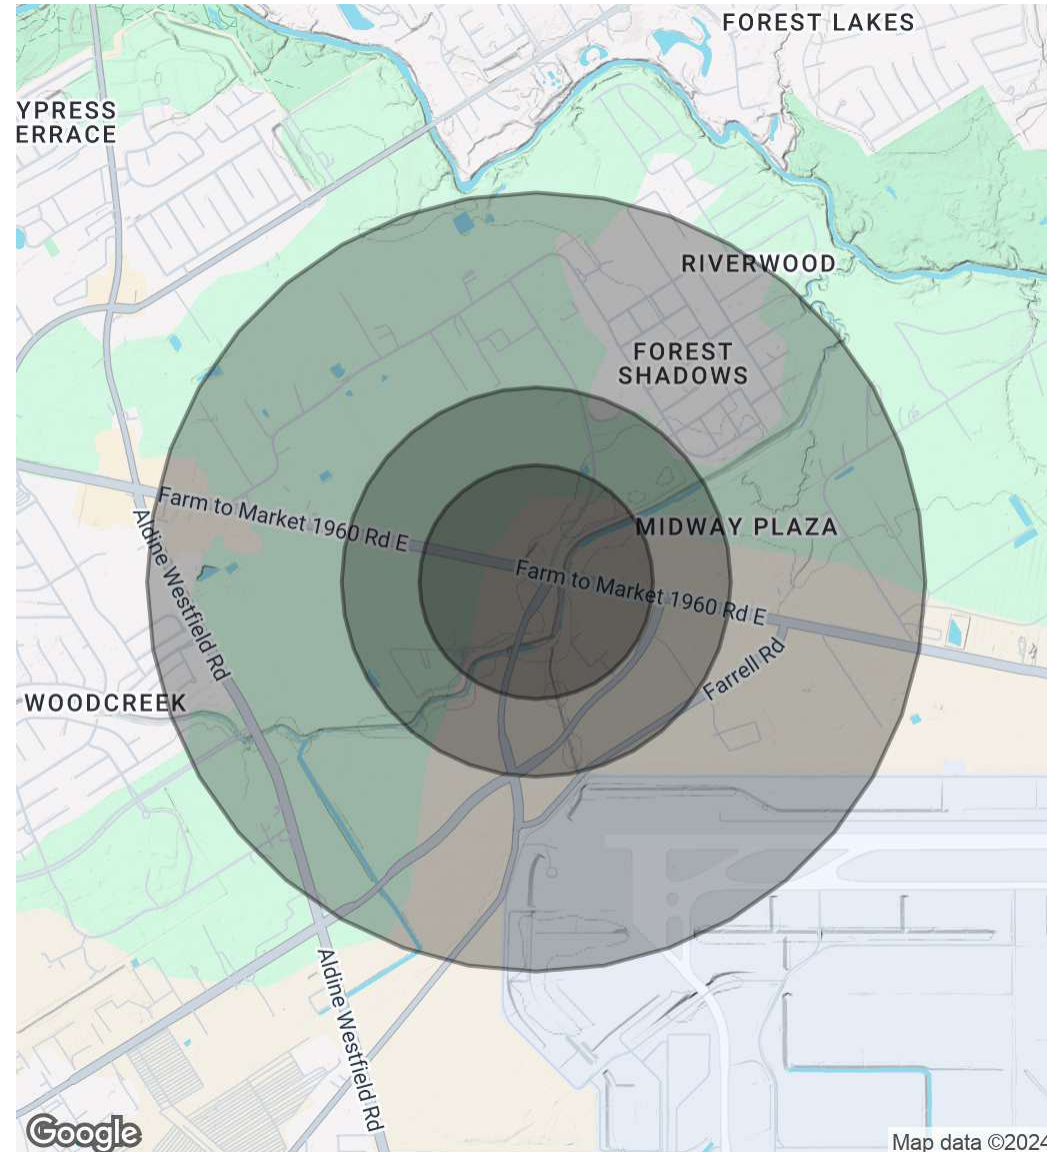 FOREST LAKES
YPRESS
ERRACE
RIVERWOOD
FOREST
SHADOWS
Farm to Market 1960 Rd E
MIDWAY PLAZA
Aldine Westfield Rd
Farm to Market 1960 Rd E
Farrell Rd
WOODCREEK
Aldine Westfield Rd
Google
Map data ©2024